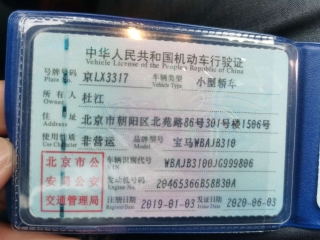 中华人民共和国机动车行驶证
Vehicle License of the People's Republic of China
号牌号码 京LX3317 车辆类型 小型轿车
Plate No. Vehicle Type
所有人 杜江
Owner
住址 北京市朝阳区北苑路86号301号楼1506号
Address
使用性质 非营运 品牌型号 宝马WBAJB310
Use Character Model
北京市公 车辆识别代号 WBAJB3100JG999806
VIN
安局公安 发动机号码 20465366B58B30A
Engine No.
交通管理局 注册日期 2019-01-03 发证日期 2020-06-03
Register Date Issue Date